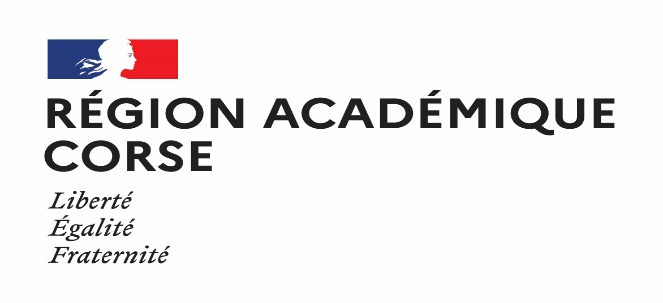 RÉGION ACADÉMIQUE
CORSE
Liberté
Égalité
Fraternité